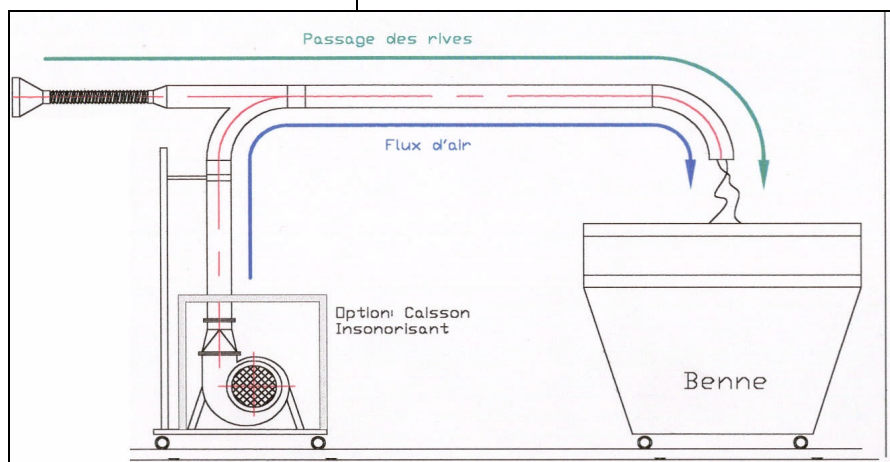 Passage des rives
Flux d'air
Option: Caisson
Insonorisant
Benne